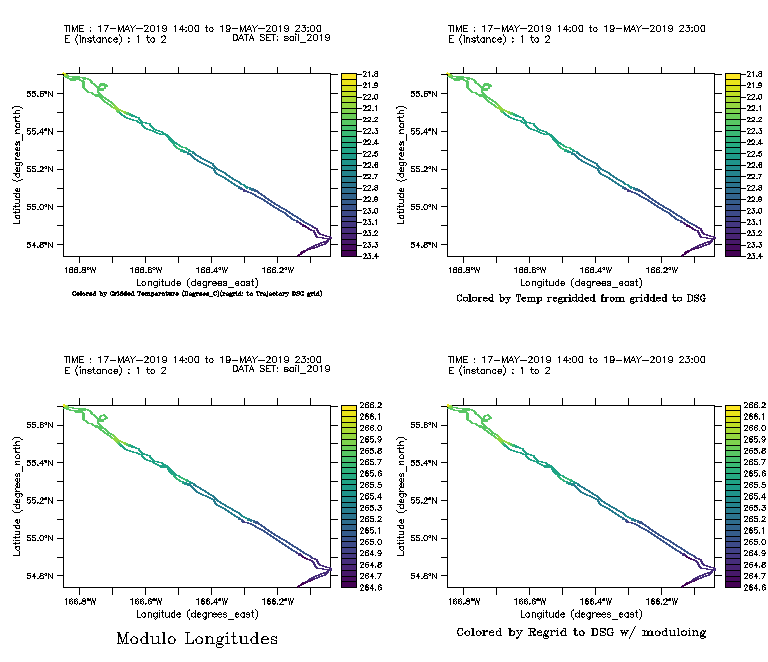 TIME : 17-MAY-2019 14:00 to 19-MAY-2019 23:00
E (instance) : 1 to 2
DATA SET: sail_2019
55.6°N
55.4°N
55.2°N
55.0°N
54.8°N
Latitude (degrees_north)
166.8°W 166.6°W 166.4°W 166.2°W
Longitude (degrees_east)
Colored by Gridded Temperature (Degrees_C)(regrid: to Trajectory DSG grid)
21.8
21.9
22.0
22.1
22.2
22.3
22.4
22.5
22.6
22.7
22.8
22.9
23.0
23.1
23.2
23.3
23.4
TIME : 17-MAY-2019 14:00 to 19-MAY-2019 23:00
E (instance) : 1 to 2
55.6°N
55.4°N
55.2°N
55.0°N
54.8°N
Latitude (degrees_north)
166.8°W 166.6°W 166.4°W 166.2°W
Longitude (degrees_east)
Colored by Temp regridded from gridded to DSG
21.8
21.9
22.0
22.1
22.2
22.3
22.4
22.5
22.6
22.7
22.8
22.9
23.0
23.1
23.2
23.3
23.4
TIME : 17-MAY-2019 14:00 to 19-MAY-2019 23:00
E (instance) : 1 to 2
DATA SET: sail_2019
55.6°N
55.4°N
55.2°N
55.0°N
54.8°N
Latitude (degrees_north)
166.8°W 166.6°W 166.4°W 166.2°W
Longitude (degrees_east)
Modulo Longitudes
266.2
266.1
266.0
265.9
265.8
265.7
265.6
265.5
265.4
265.3
265.2
265.1
265.0
264.9
264.8
264.7
264.6
TIME : 17-MAY-2019 14:00 to 19-MAY-2019 23:00
E (instance) : 1 to 2
55.6°N
55.4°N
55.2°N
55.0°N
54.8°N
Latitude (degrees_north)
166.8°W 166.6°W 166.4°W 166.2°W
Longitude (degrees_east)
Colored by Regrid to DSG w/ moduloing
266.2
266.1
266.0
265.9
265.8
265.7
265.6
265.5
265.4
265.3
265.2
265.1
265.0
264.9
264.8
264.7
264.6